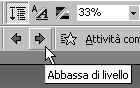 33%
Attività com
Abbassa di livello